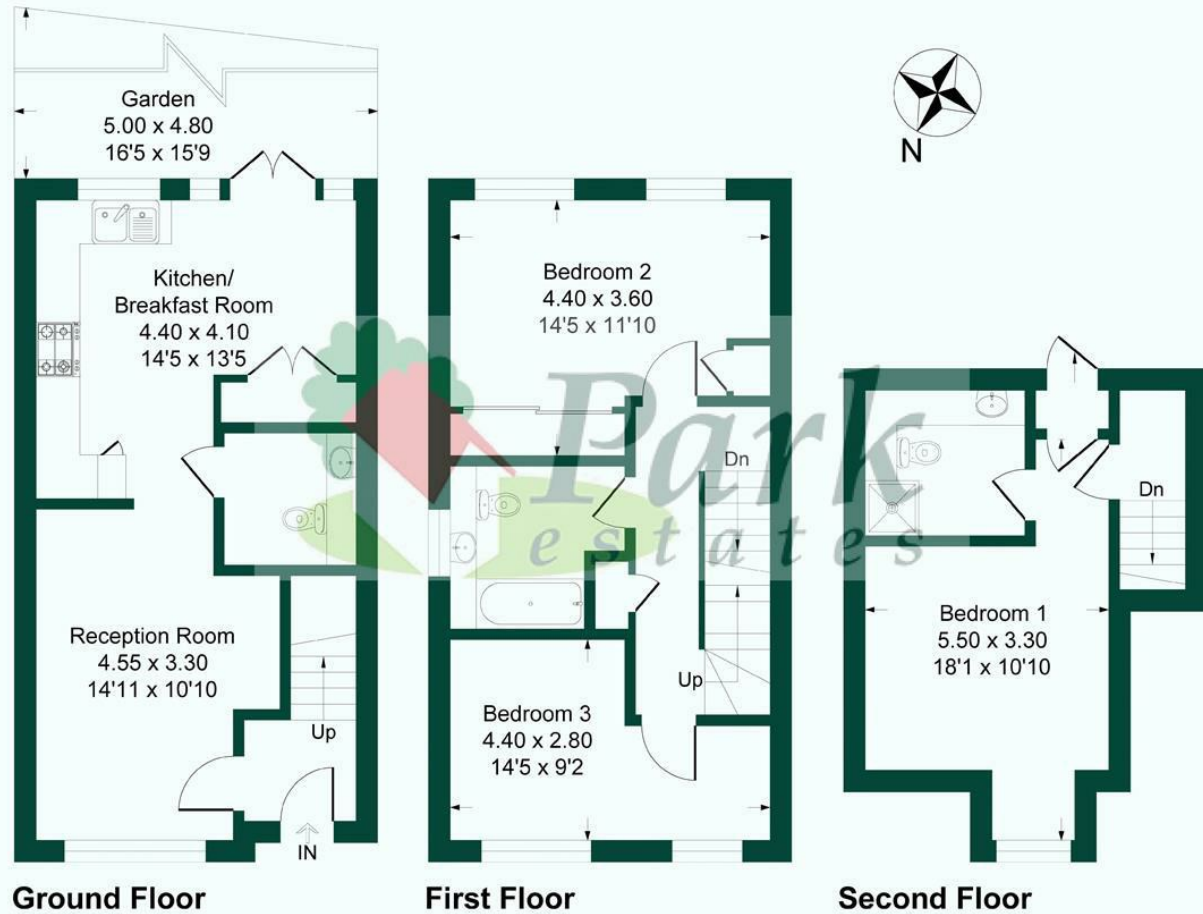 Garden
5.00 x 4.80
16'5 x 15'9
N
Kitchen/
Breakfast Room
4.40 x 4.10
14'5 x 13'5
Reception Room
4.55 x 3.30
14'11 x 10'10
Up
IN
Bedroom 2
4.40 x 3.60
14'5 x 11'10
Dn
Up
Bedroom 3
4.40 x 2.80
14'5 x 9'2
Dn
Bedroom 1
5.50 x 3.30
18'1 x 10'10
Park
estates
Ground Floor
First Floor
Second Floor